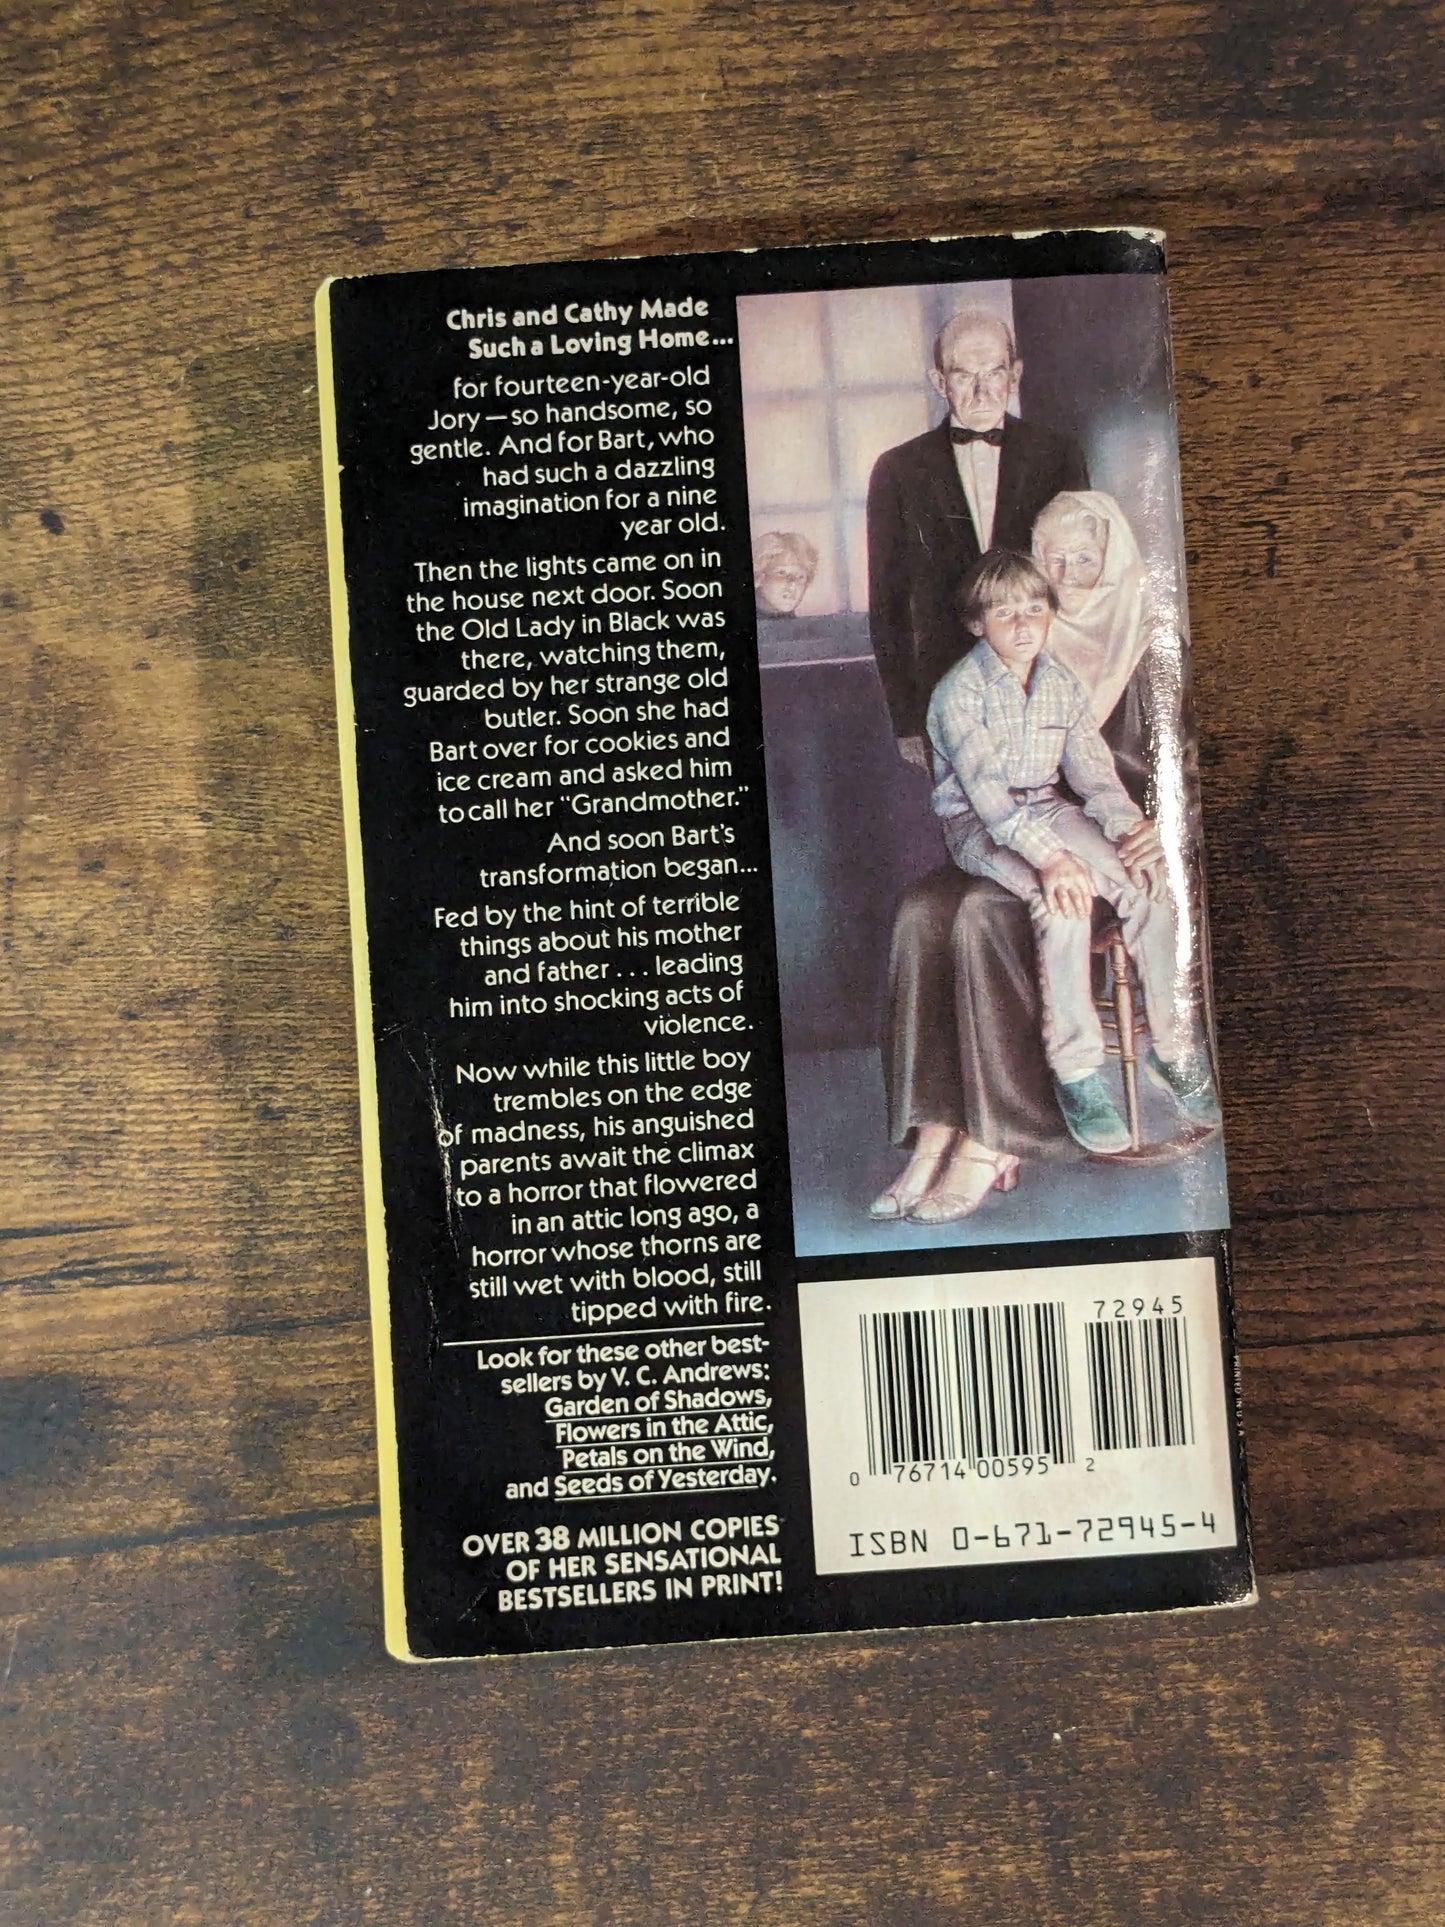 Chris and Cathy Made
Such a Loving Home...
for fourteen-year-old
Jory—so handsome, so
gentle. And for Bart, who
had such a dazzling
imagination for a nine
year old.
Then the lights came on in
the house next door. Soon
the Old Lady in Black was
there, watching them,
guarded by her strange old
butler. Soon she had
Bart over for cookies and
ice cream and asked him
to call her "Grandmother."
And soon Bart's
transformation began...
Fed by the hint of terrible
things about his mother
and father . . . leading
him into shocking acts of
violence.
Now while this little boy
trembles on the edge
of madness, his anguished
parents await the climax
to a horror that flowered
in an attic long ago, a
horror whose thorns are
still wet with blood, still
tipped with fire.
Look for these other best-
sellers by V. C. Andrews:
Garden of Shadows,
Flowers in the Attic,
Petals on the Wind,
and Seeds of Yesterday.
OVER 38 MILLION COPIES
OF HER SENSATIONAL
BESTSELLERS IN PRINT!
72945
0 76714 00595 2
ISBN 0-671-72945-4
PRINTED IN U.S.A.